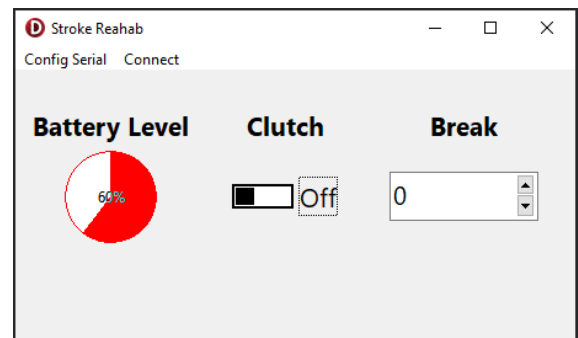 Stroke Reahab
Config Serial Connect
Battery Level Clutch Break
60% Off 0